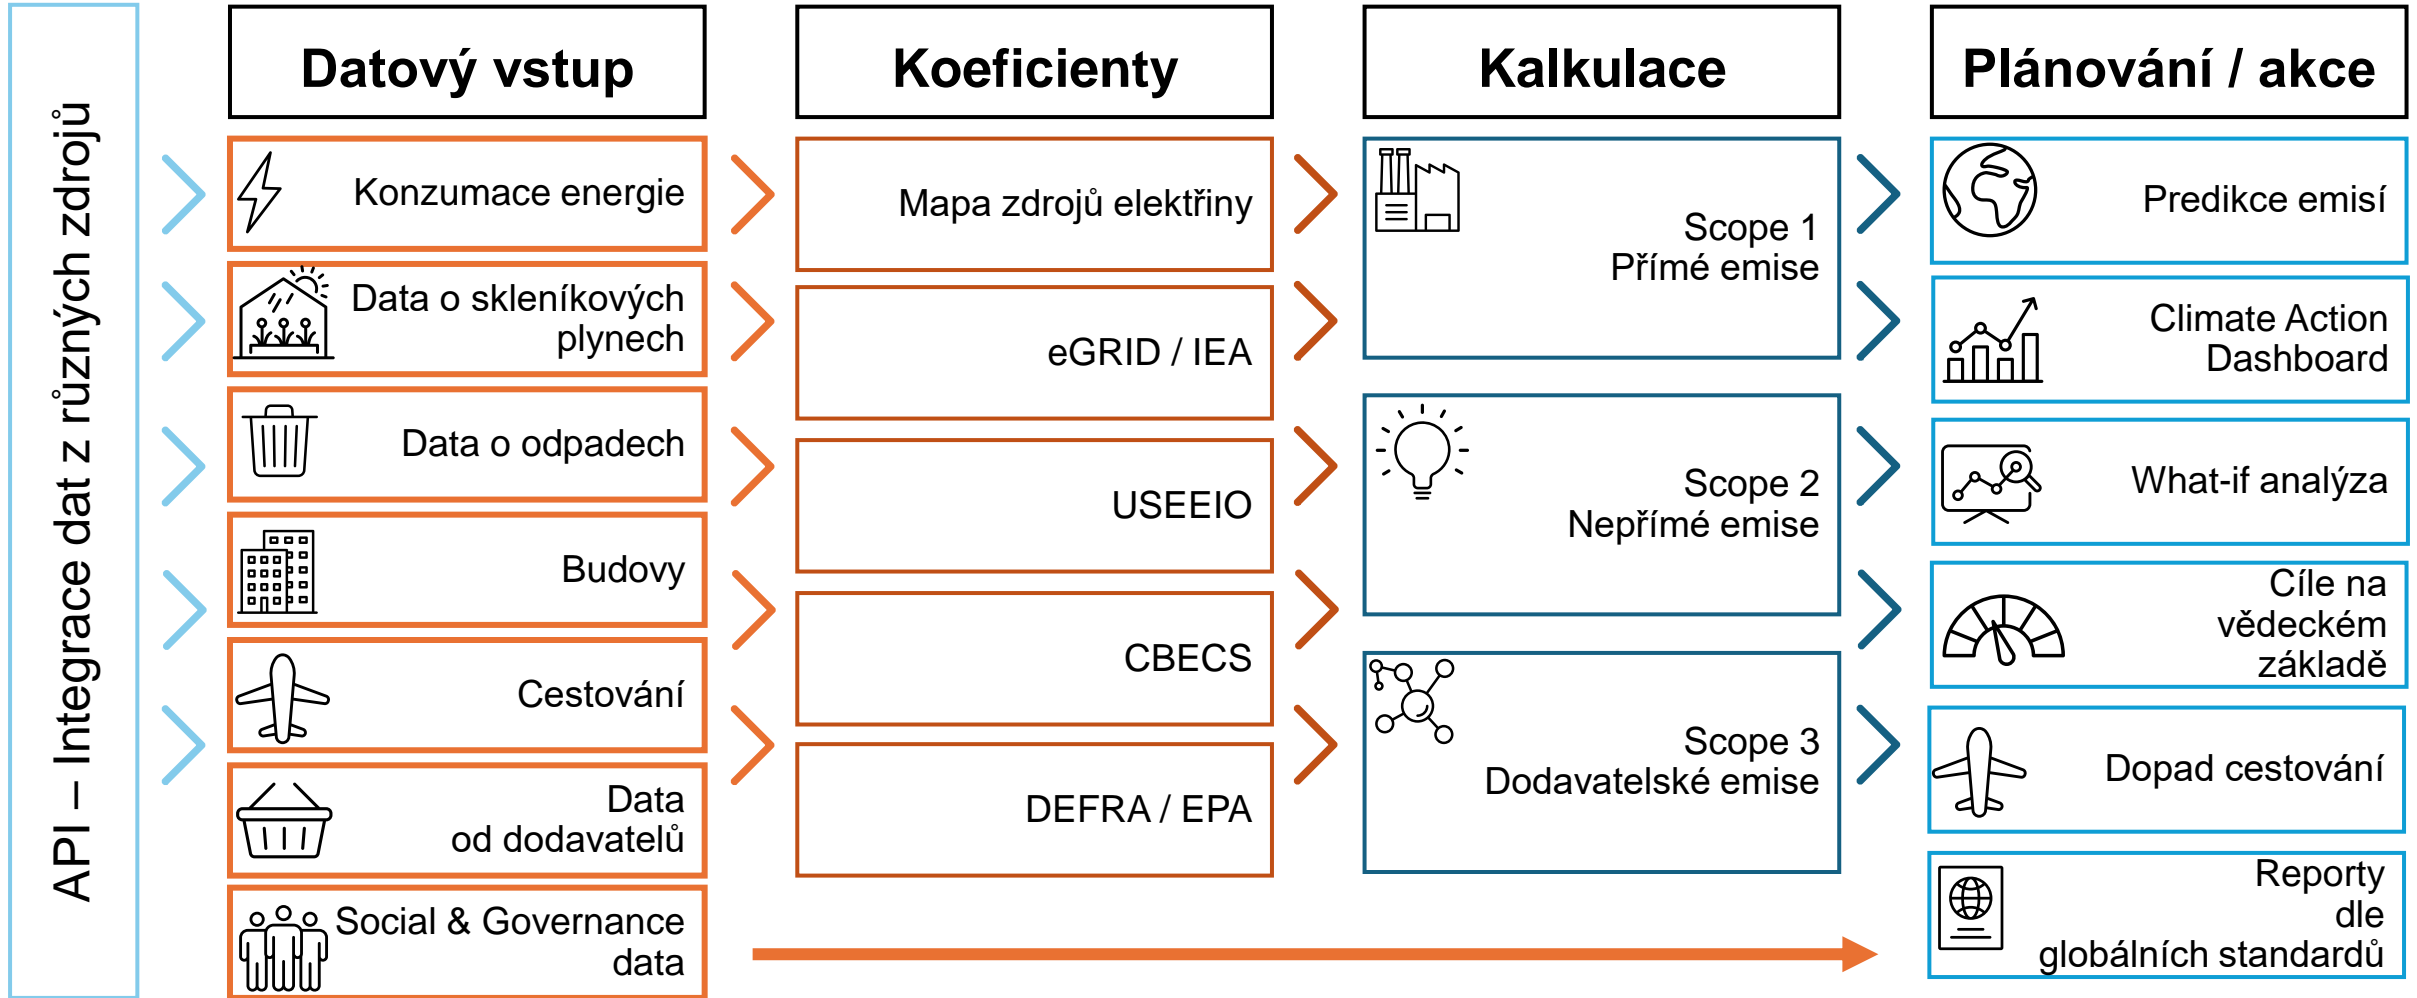 API – Integrace dat z různých zdrojů
Datový vstup
Konzumace energie
Data o skleníkových
plynech
Data o odpadech
Budovy
Cestování
Data
od dodavatelů
Social & Governance
data
Koeficienty
Mapa zdrojů elektřiny
eGRID / IEA
USEEIO
CBECS
DEFRA / EPA
Kalkulace
Scope 1
Přímé emise
Scope 2
Nepřímé emise
Scope 3
Dodavatelské emise
Plánování / akce
Predikce emisí
Climate Action
Dashboard
What-if analýza
Cíle na
vědeckém
základě
Dopad cestování
Reporty
dle
globálních standardů